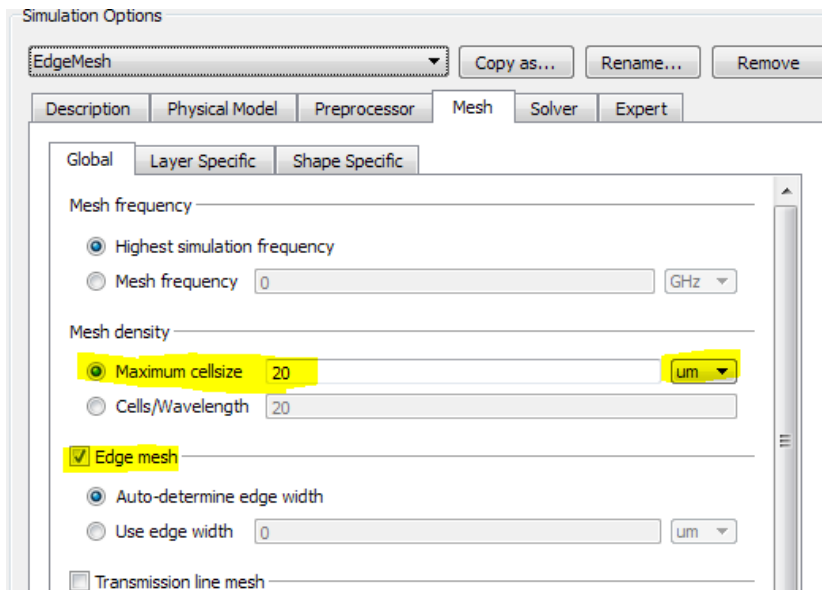 Simulation Options
EdgeMesh Copy as... Rename... Remove
Description Physical Model Preprocessor Mesh Solver Expert
Global Layer Specific Shape Specific
Mesh frequency
Highest simulation frequency
Mesh frequency 0 GHz
Mesh density
Maximum cellsize 20 um
Cells/Wavelength 20
Edge mesh
Auto-determine edge width
Use edge width 0 um
Transmission line mesh